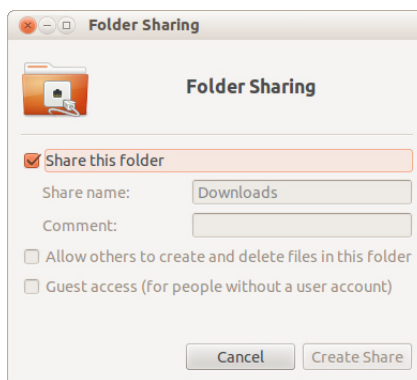 Folder Sharing
Folder Sharing
Share this folder
Share name: Downloads
Comment:
Allow others to create and delete files in this folder
Guest access (for people without a user account)
Cancel Create Share